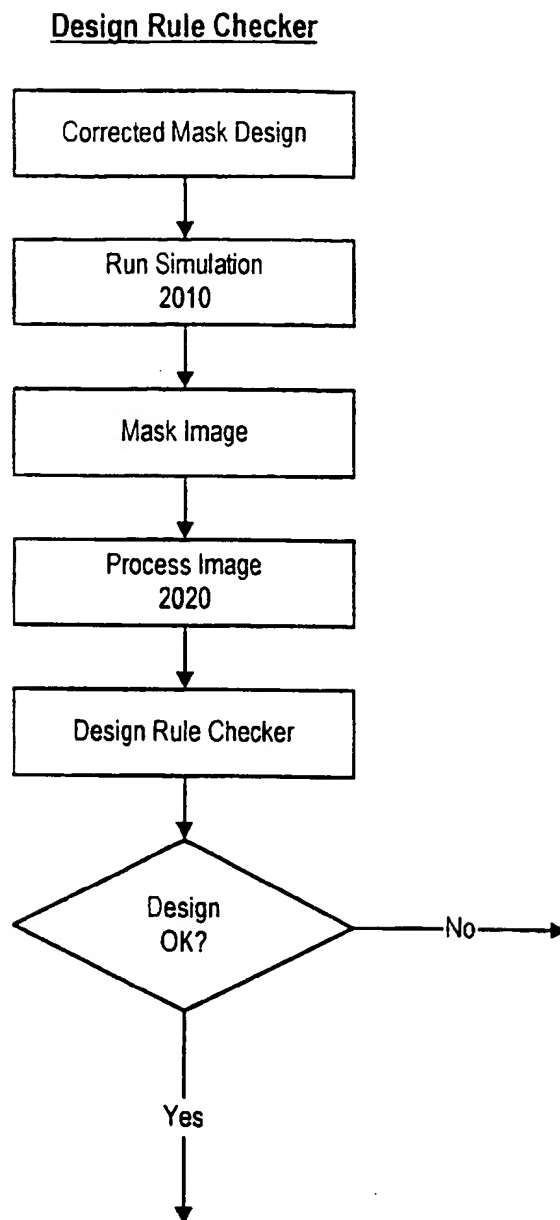 Design Rule Checker
Corrected Mask Design
Run Simulation
2010
Mask Image
Process Image
2020
Design Rule Checker
Design
OK?
No
Yes